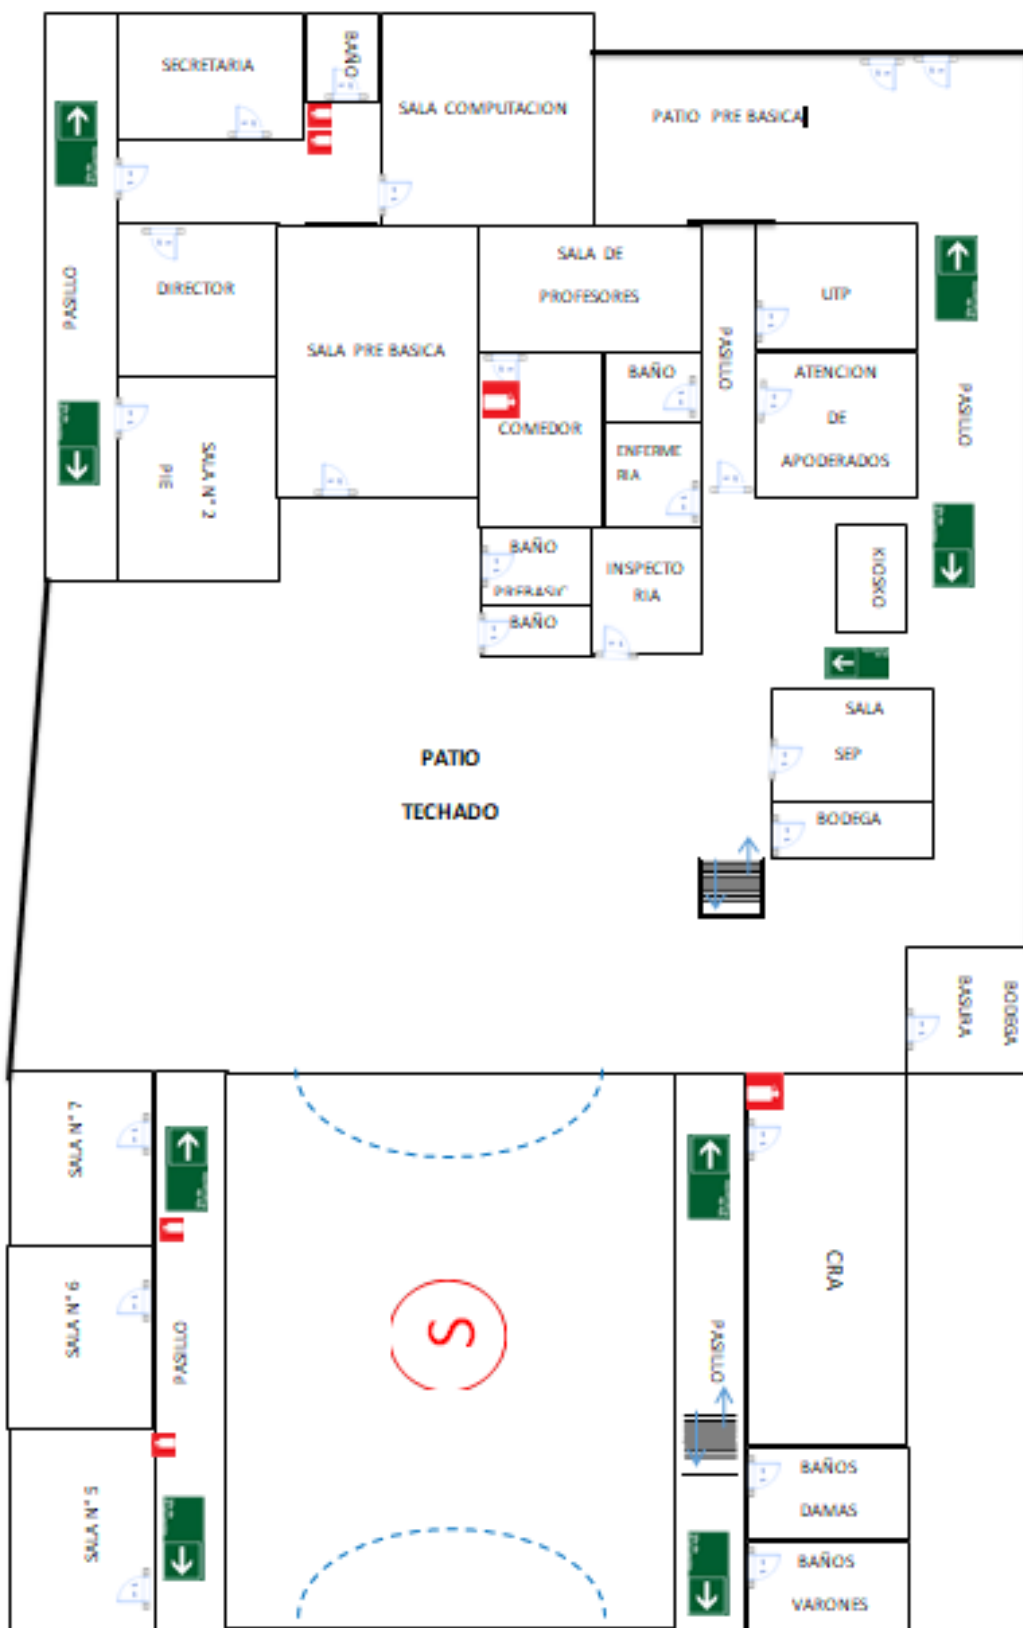 SECRETARIA
BAÑO
SALA COMPUTACION
PATIO PRE BASICA
PASILLO
DIRECTOR
SALA PRE BASICA
SALA DE
PROFESORES
PASILLO
UTP
BAÑO
ATENCION
DE
APODERADOS
PASILLO
COMEDOR
ENFERME
RIA
SALA N° 2
PIE
BAÑO
PREBASIC
INSPECTO
RIA
BAÑO
KIOSKO
SALA
SEP
BODEGA
PATIO
TECHADO
BODEGA
BASURA
SALA N° 7
SALA N° 6
SALA N° 5
PASILLO
S
PASILLO
CRA
BAÑOS
DAMAS
BAÑOS
VARONES